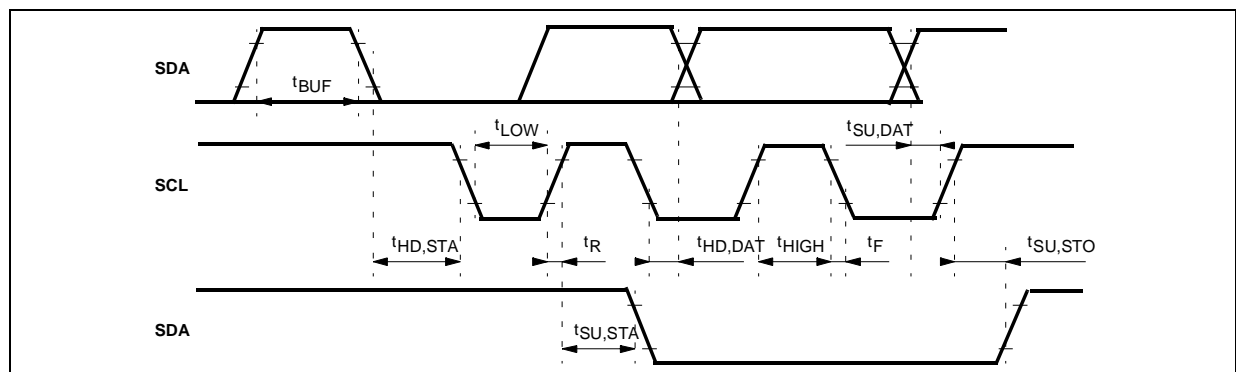 SDA
tBUF
tLOW
tSU,DAT
SCL
tHD,STA
tR
tHD,DAT
tHIGH
tF
tSU,STO
SDA
tSU,STA